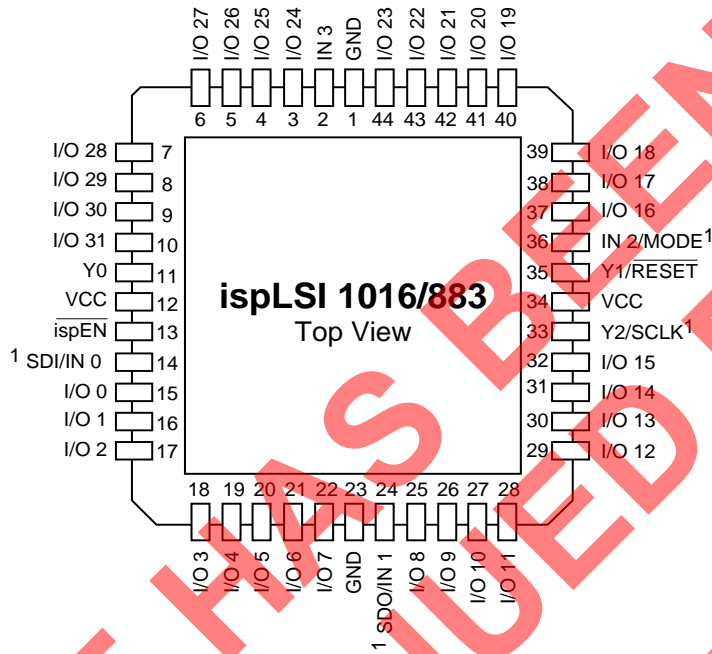 I/O 27
I/O 26
I/O 25
I/O 24
IN 3
GND
I/O 23
I/O 22
I/O 21
I/O 20
I/O 19
6 5 4 3 2 1 44 43 42 41 40
I/O 28 7
I/O 29 8
I/O 30 9
I/O 31 10
Y0 11
VCC 12
ispEN 13
1 SDI/IN 0 14
I/O 0 15
I/O 1 16
I/O 2 17
ispLSI 1016/883
Top View
39 I/O 18
38 I/O 17
37 I/O 16
36 IN 2/MODE1
35 Y1/RESET
34 VCC
33 Y2/SCLK1
32 I/O 15
31 I/O 14
30 I/O 13
29 I/O 12
18 19 20 21 22 23 24 25 26 27 28
I/O 3
I/O 4
I/O 5
I/O 6
I/O 7
GND
1 SDO/IN 1
I/O 8
I/O 9
I/O 10
I/O 11
HAS BEEN